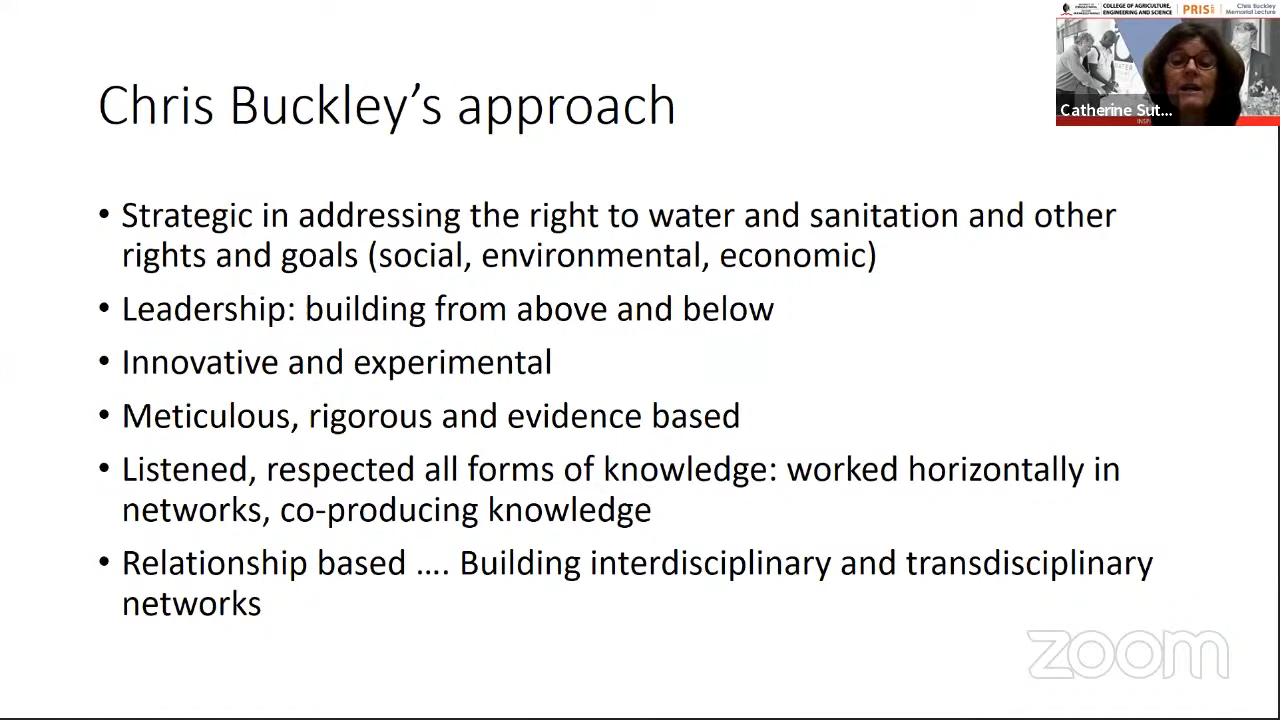 Chris Buckley’s approach
• Strategic in addressing the right to water and sanitation and other
rights and goals (social, environmental, economic)
• Leadership: building from above and below
• Innovative and experimental
• Meticulous, rigorous and evidence based
• Listened, respected all forms of knowledge: worked horizontally in
networks, co-producing knowledge
• Relationship based …. Building interdisciplinary and transdisciplinary
networks
COLLEGE OF AGRICULTURE,
ENGINEERING AND SCIENCE
Chris Buckley
Memorial Lecture
Catherine Sut...
zoom